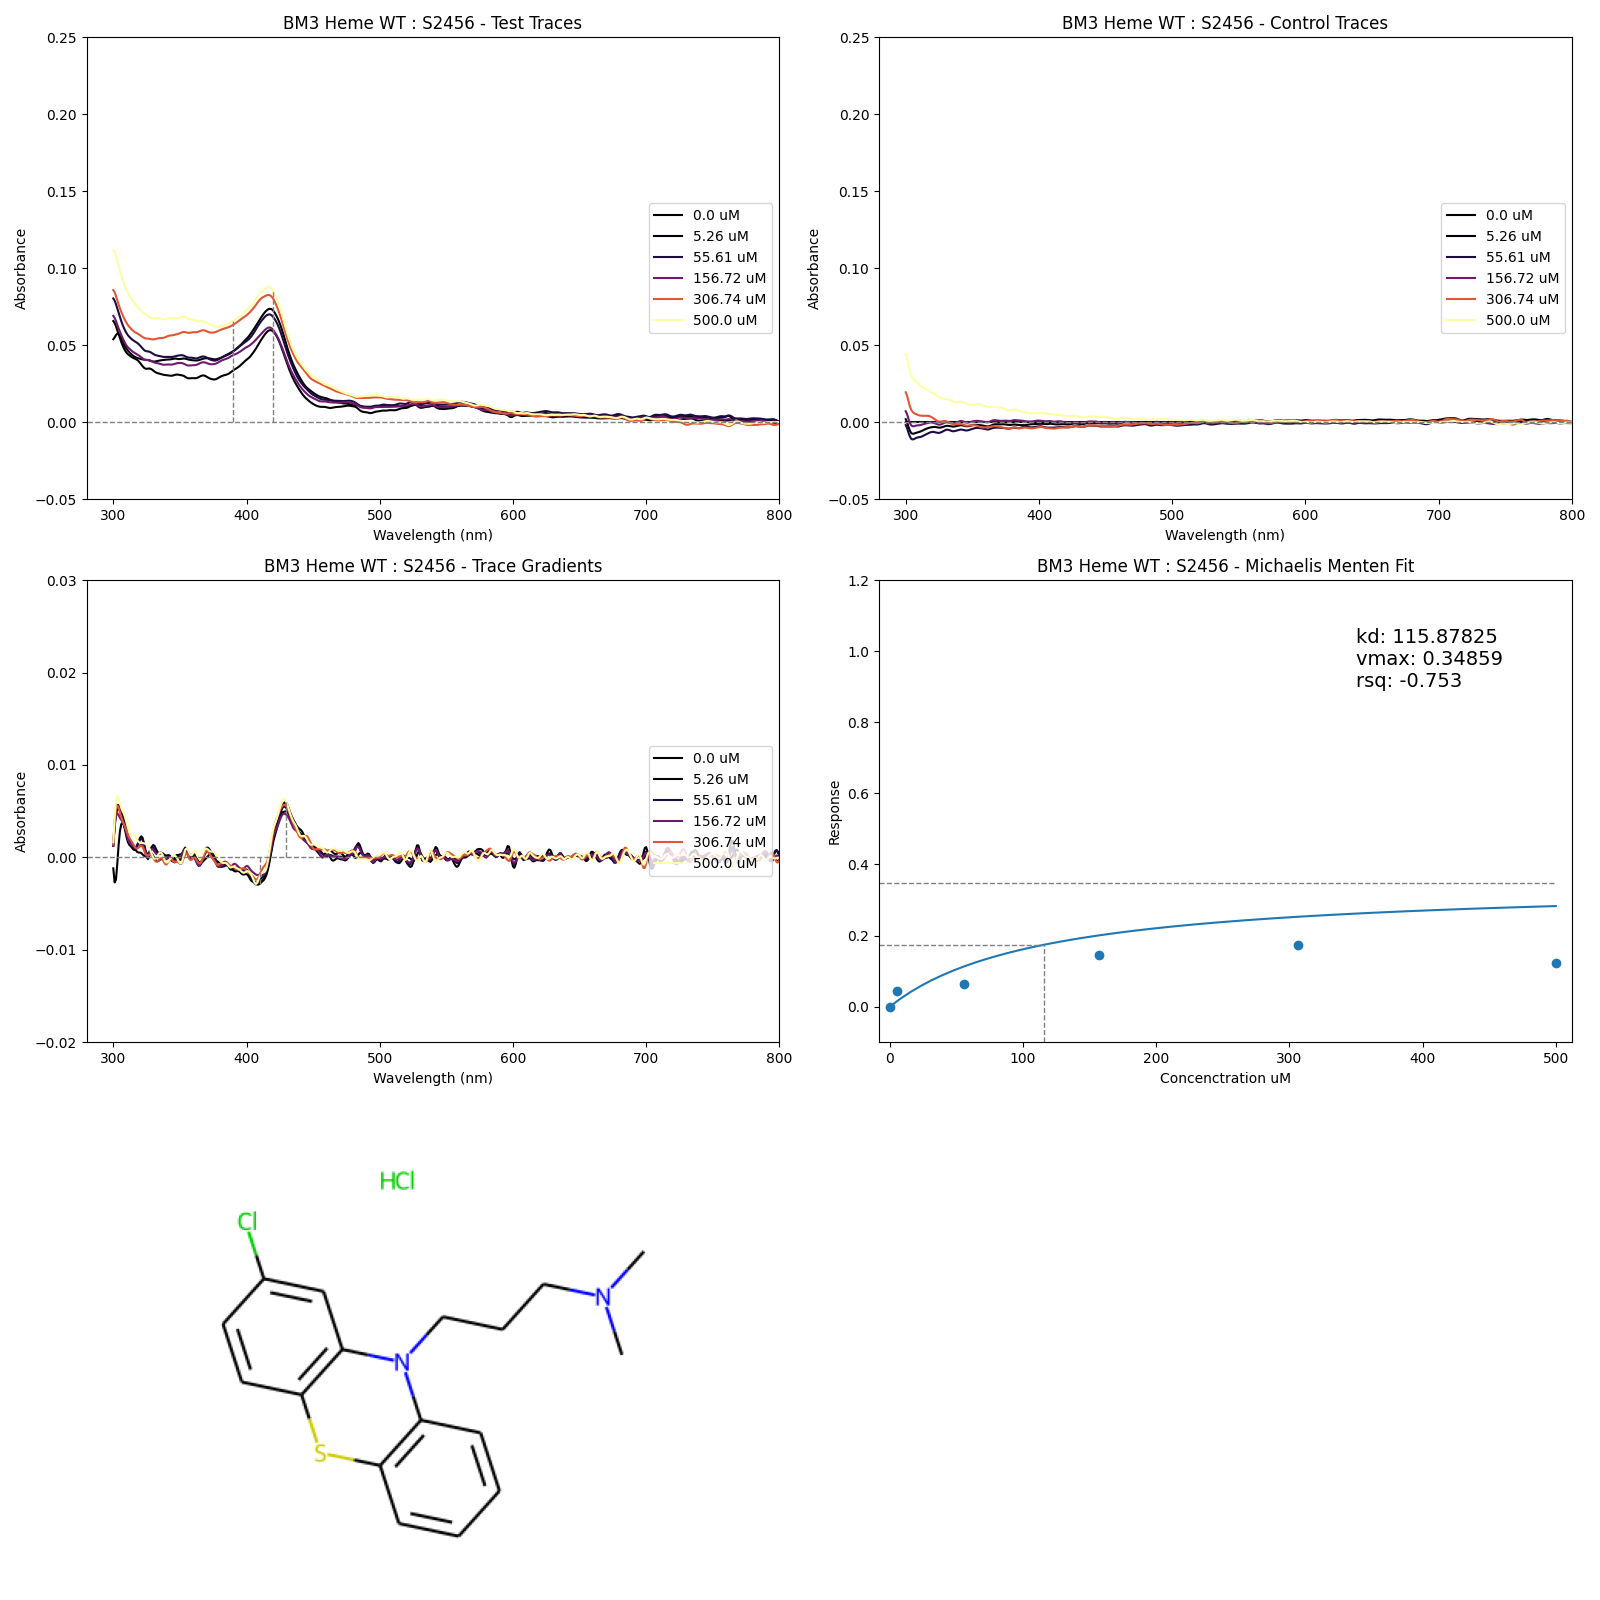 BM3 Heme WT : S2456 - Test Traces
Absorbance
0.25
0.20
0.15
0.10
0.05
0.00
−0.05
300
400
500
600
700
800
Wavelength (nm)
0.0 uM
5.26 uM
55.61 uM
156.72 uM
306.74 uM
500.0 uM
BM3 Heme WT : S2456 - Control Traces
Absorbance
0.25
0.20
0.15
0.10
0.05
0.00
−0.05
300
400
500
600
700
800
Wavelength (nm)
0.0 uM
5.26 uM
55.61 uM
156.72 uM
306.74 uM
500.0 uM
BM3 Heme WT : S2456 - Trace Gradients
Absorbance
0.03
0.02
0.01
0.00
−0.01
−0.02
300
400
500
600
700
800
Wavelength (nm)
0.0 uM
5.26 uM
55.61 uM
156.72 uM
306.74 uM
500.0 uM
BM3 Heme WT : S2456 - Michaelis Menten Fit
Response
1.2
1.0
0.8
0.6
0.4
0.2
0.0
0
100
200
300
400
500
Concenctration uM
kd: 115.87825
vmax: 0.34859
rsq: -0.753
HCl
Cl
N
N
S